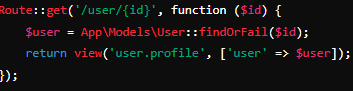 Route::get('/user/{id}', function ($id) {
    $user = App\Models\User::findOrFail($id);
    return view('user.profile', ['user' => $user]);
});